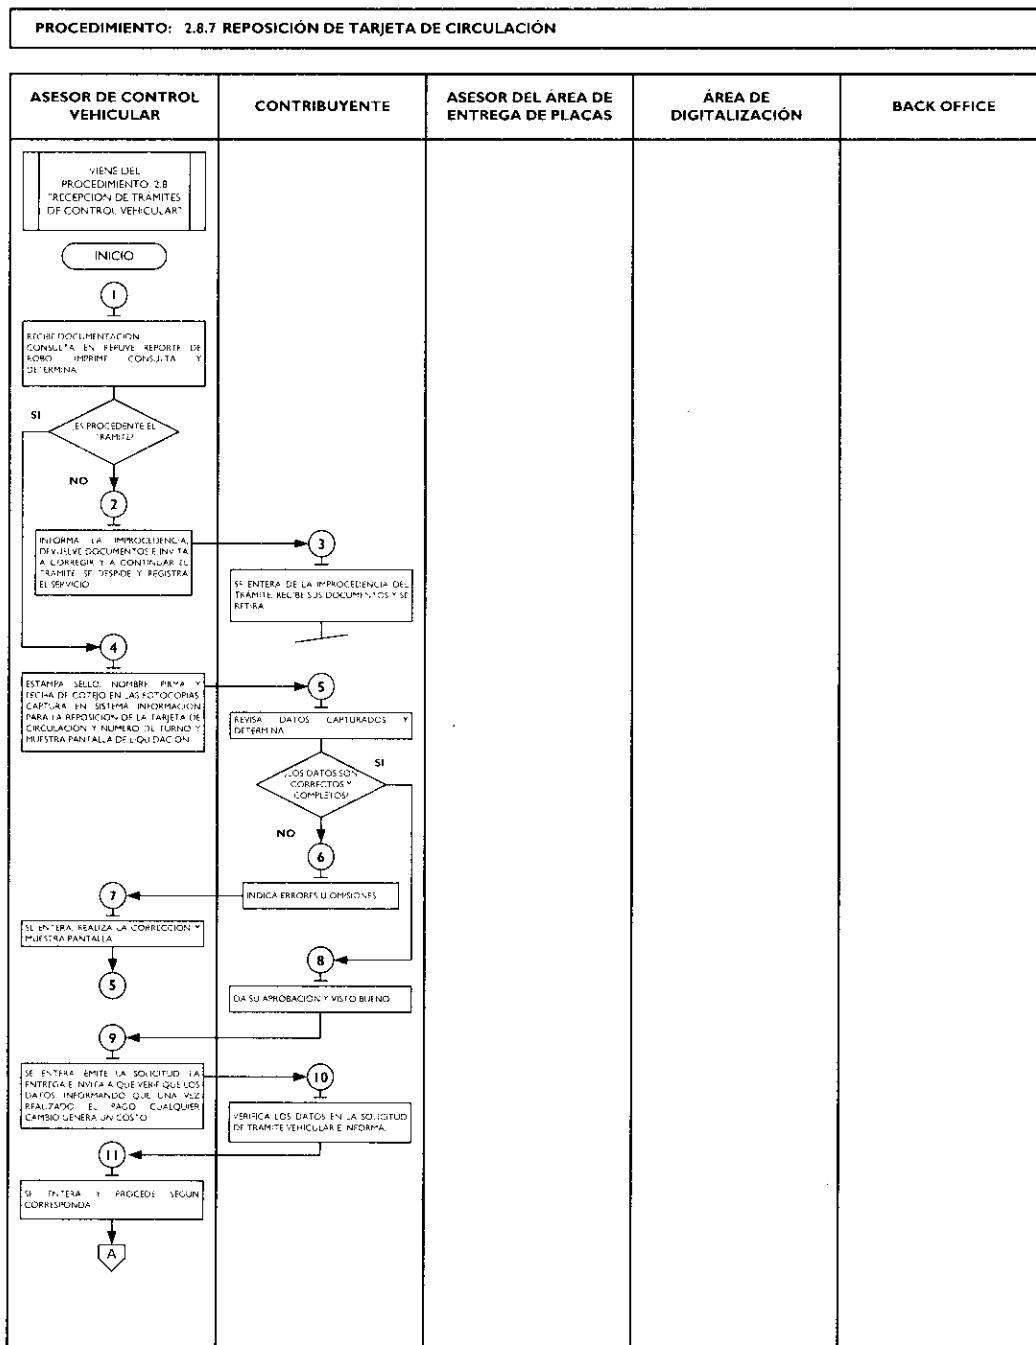 PROCEDIMIENTO: 2.8.7 REPOSICIÓN DE TARJETA DE CIRCULACIÓN
ASESOR DE CONTROL
VEHICULAR
CONTRIBUYENTE
ASESOR DEL ÁREA DE
ENTREGA DE PLACAS
ÁREA DE
DIGITALIZACIÓN
BACK OFFICE
VIENE DEL
PROCEDIMIENTO 2.8
"RECEPCION DE TRÁMITES
DE CONTROL VEHICULAR"
INICIO
1
RECIBE DOCUMENTACION
CONSULTA EN REPUVE REPORTE DE
ROBO IMPRIME CONSULTA Y
DETERMINA
¿ES PROCEDENTE EL
TRAMITE?
SI
NO
2
INFORMA LA IMPROCEDENCIA,
DEVUELVE DOCUMENTOS E INVITA
A CORREGIR Y A CONTINUAR EL
TRAMITE, SE DESPIDE Y REGISTRA
EL SERVICIO
3
SE ENTERA DE LA IMPROCEDENCIA DEL
TRÁMITE, RECIBE SUS DOCUMENTOS Y SE
RETIRA
4
ESTAMPA SELLO, NOMBRE FIRMA Y
FECHA DE COTEJO EN LAS FOTOCOPIAS
CAPTURA EN SISTEMA INFORMACION
PARA LA REPOSICION DE LA TARJETA DE
CIRCULACION Y NUMERO DE TURNO Y
MUESTRA PANTALLA DE LIQUIDACION
5
REVISA DATOS CAPTURADOS Y
DETERMINA
¿LOS DATOS SON
CORRECTOS Y
COMPLETOS?
SI
NO
6
INDICA ERRORES U OMISIONES
7
SE ENTERA, REALIZA LA CORRECCION Y
MUESTRA PANTALLA
5
8
DA SU APROBACION Y VISTO BUENO
9
SE ENTERA EMITE LA SOLICITUD LA
ENTREGA E INVITA A QUE VERIFIQUE LOS
DATOS INFORMANDO QUE UNA VEZ
REALIZADO EL PAGO CUALQUIER
CAMBIO GENERA UN COSTO
10
VERIFICA LOS DATOS EN LA SOLICITUD
DE TRAMITE VEHICULAR E INFORMA
11
SE ENTERA Y PROCEDE SEGUN
CORRESPONDA
A